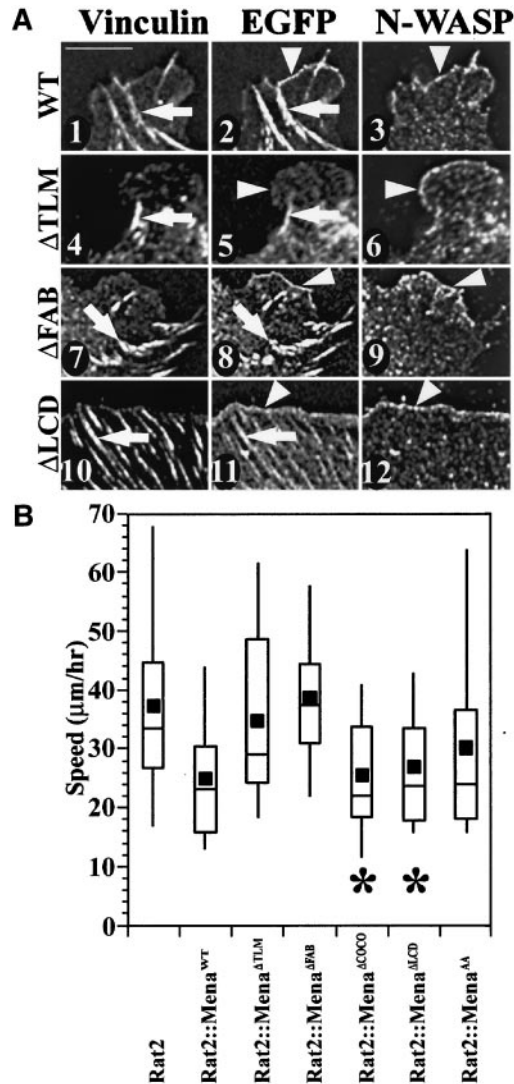 A
Vinculin EGFP N-WASP
WT
1 2 3
ΔTLM
4 5 6
ΔFAB
7 8 9
ΔLCD
10 11 12
B
Speed (µm/hr)
70
60
50
40
30
20
10
0
* *
Rat2
Rat2::Mena^WT
Rat2::Mena^ΔTLM
Rat2::Mena^ΔFAB
Rat2::Mena^ΔCOCO
Rat2::Mena^ΔLCD
Rat2::Mena^AA